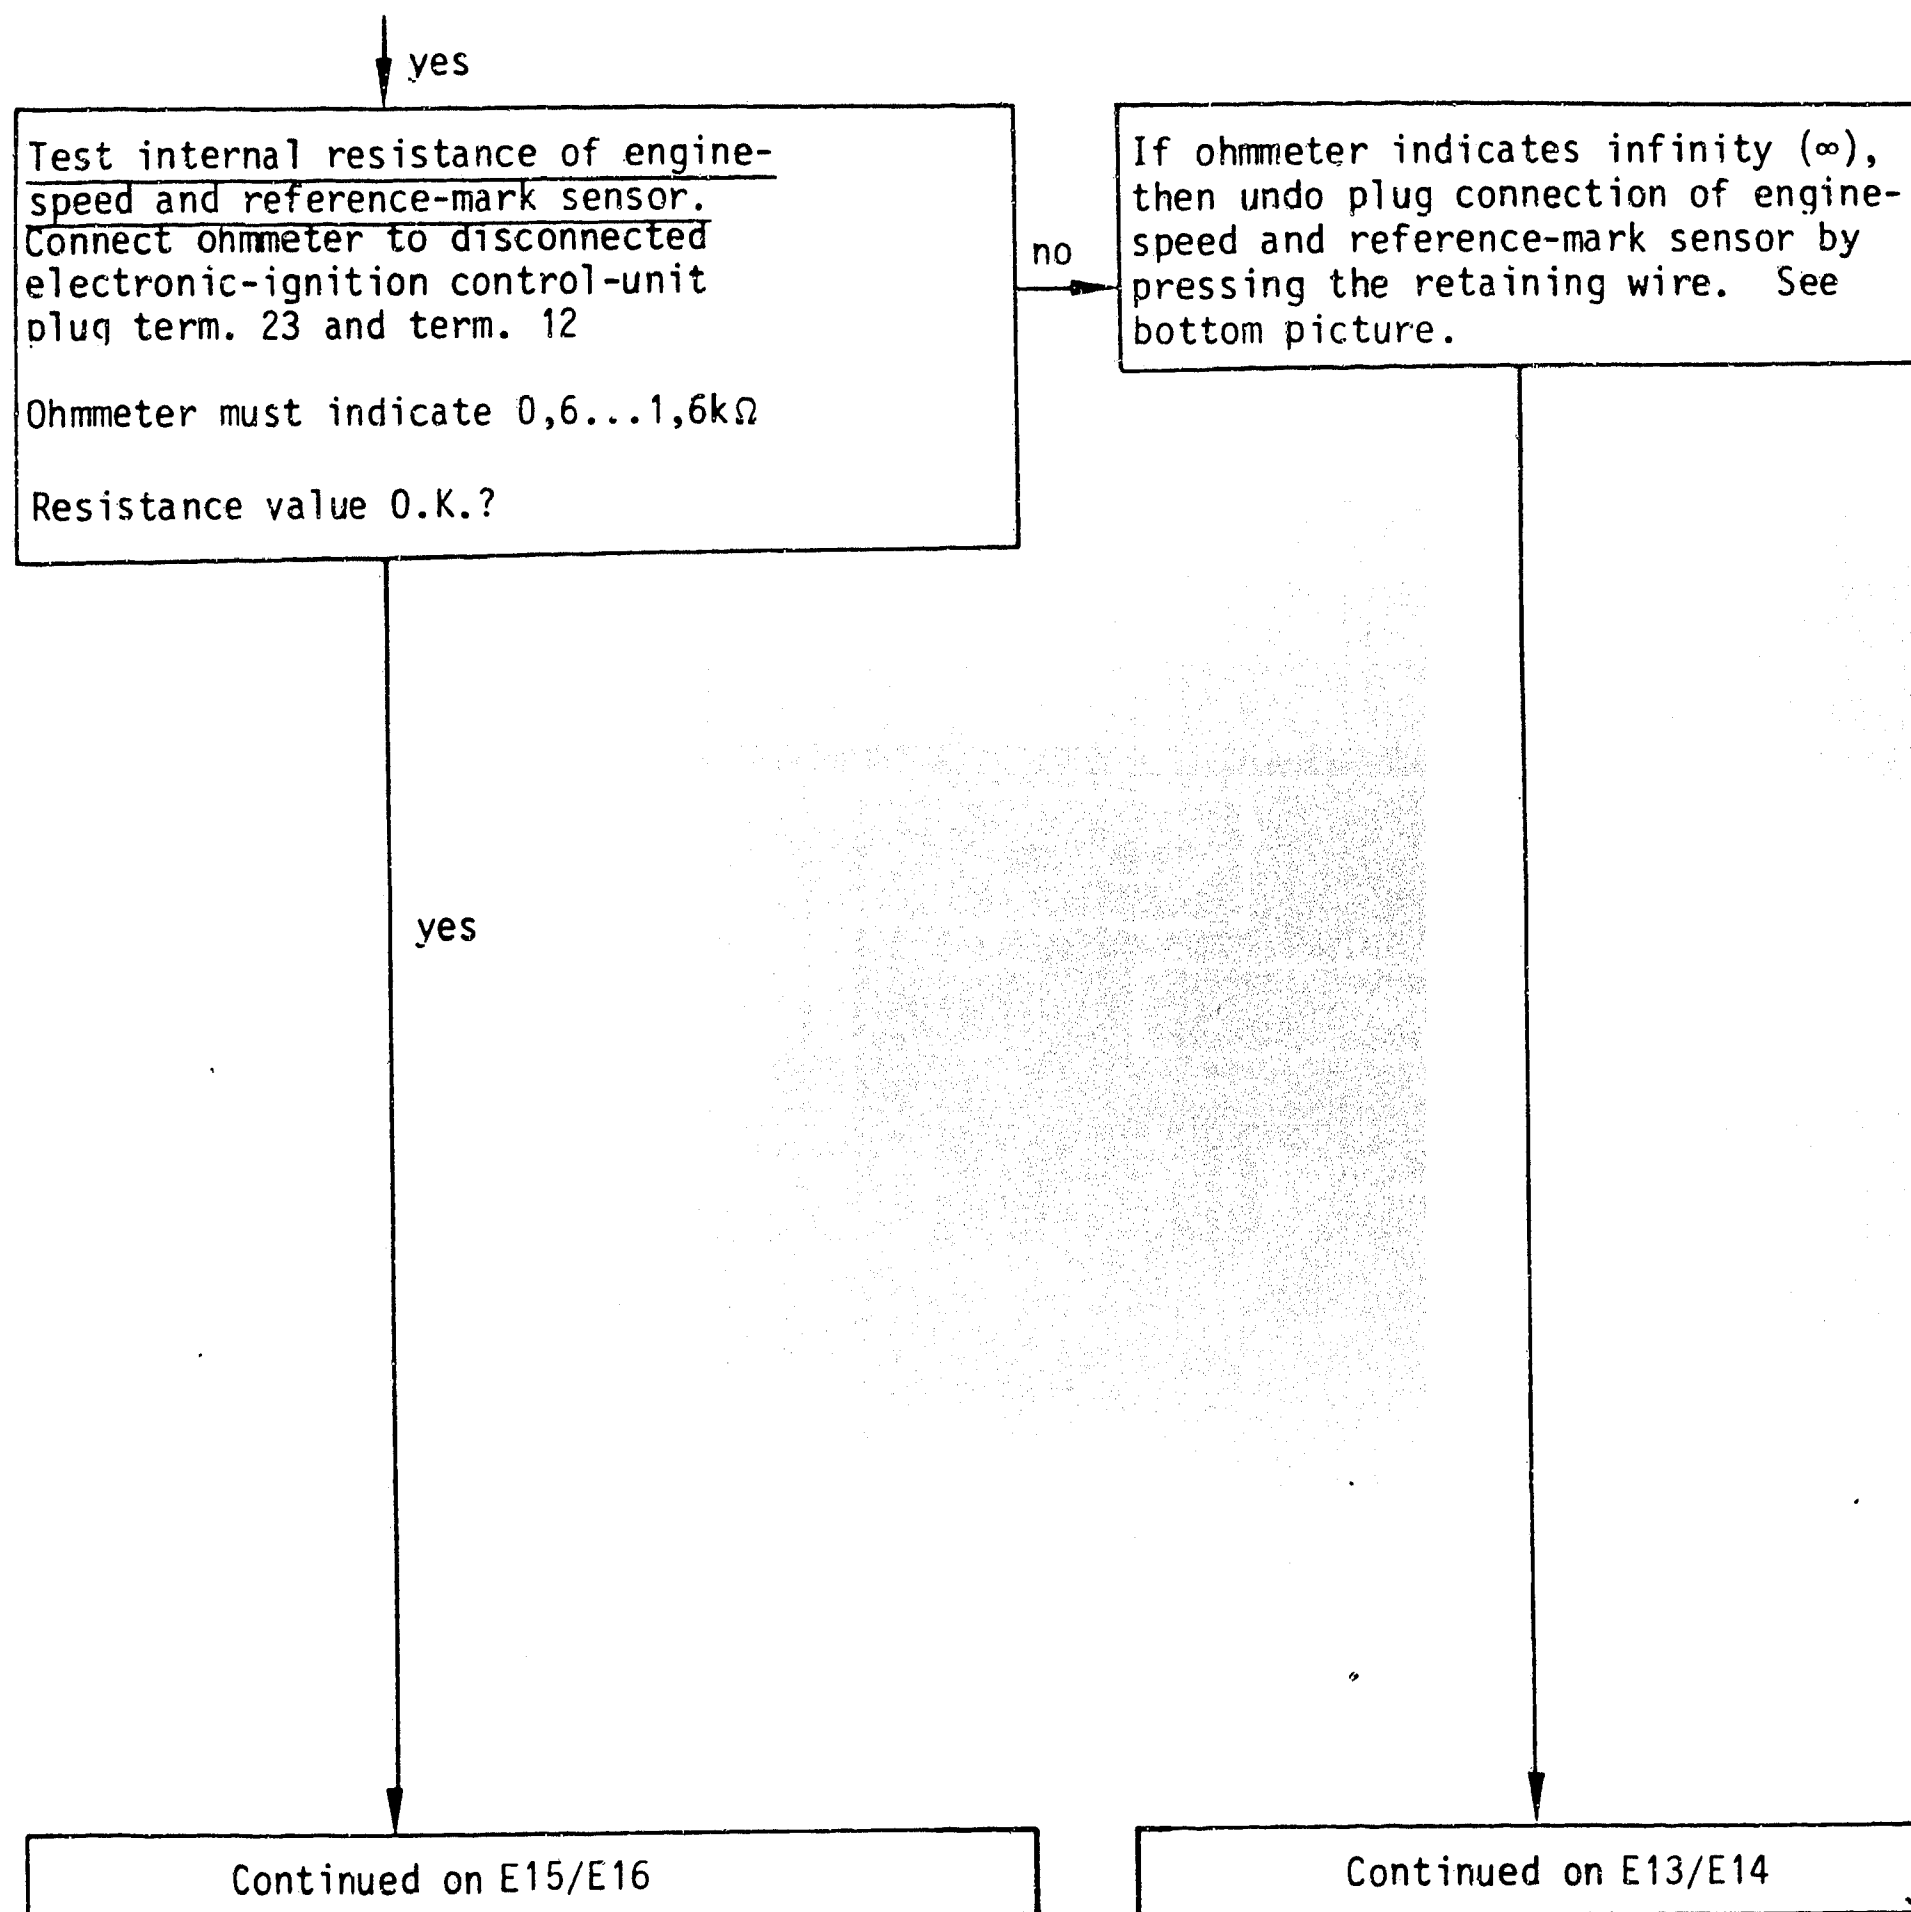 yes
Test internal resistance of engine-
speed and reference-mark sensor.
Connect ohmmeter to disconnected
electronic-ignition control-unit
plug term. 23 and term. 12
Ohmmeter must indicate 0,6...1,6kΩ
Resistance value O.K.?
no
If ohmmeter indicates infinity (∞),
then undo plug connection of engine-
speed and reference-mark sensor by
pressing the retaining wire. See
bottom picture.
yes
Continued on E15/E16
Continued on E13/E14